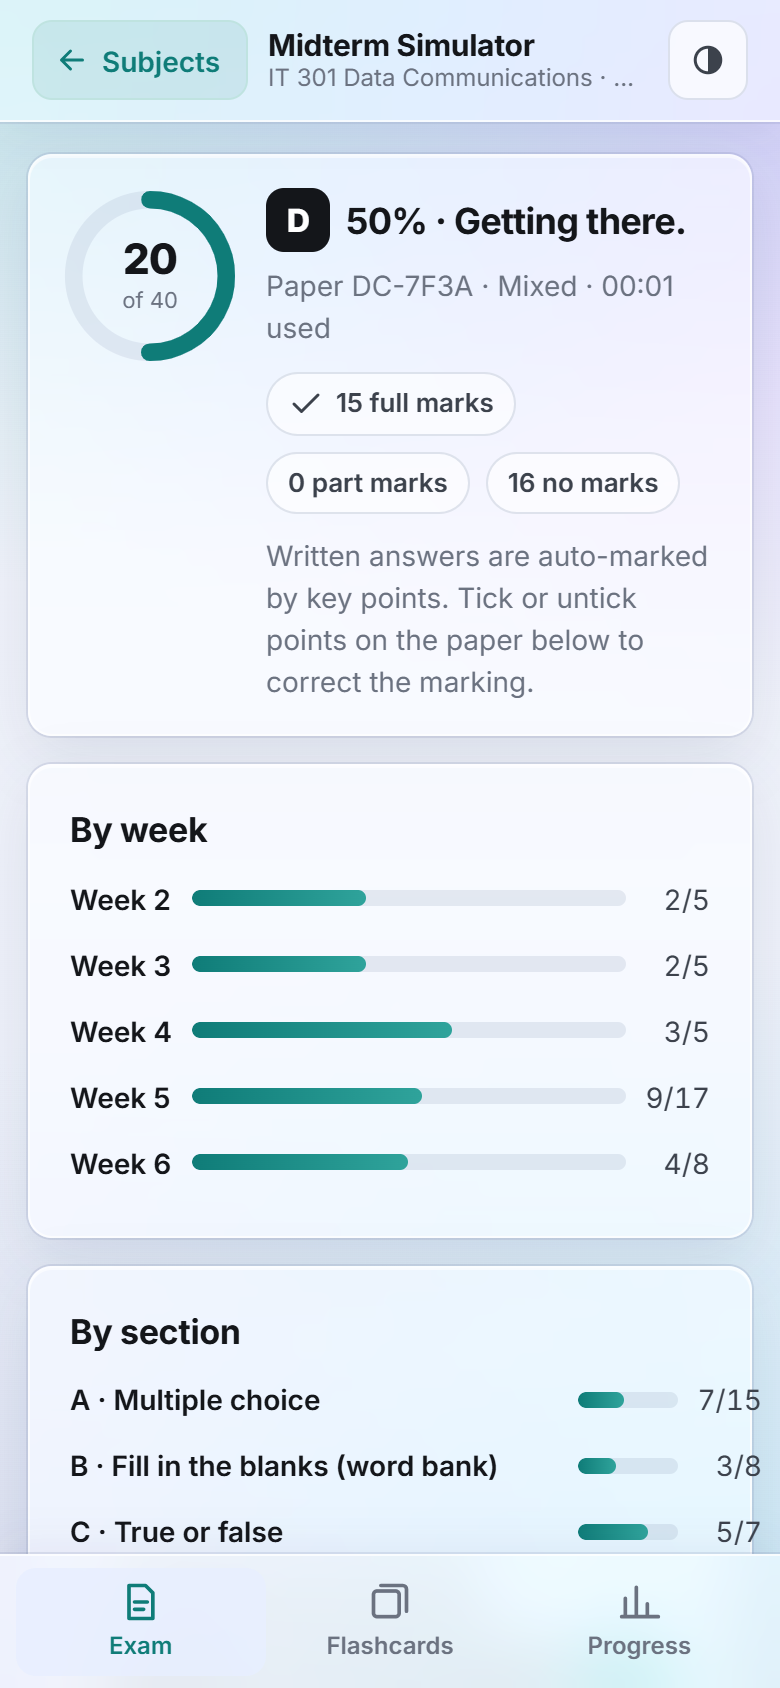 Subjects
Midterm Simulator
IT 301 Data Communications · ...
20
of 40
D
50% · Getting there.
Paper DC-7F3A · Mixed · 00:01
used
15 full marks
0 part marks
16 no marks
Written answers are auto-marked
by key points. Tick or untick
points on the paper below to
correct the marking.
By week
Week 2 2/5
Week 3 2/5
Week 4 3/5
Week 5 9/17
Week 6 4/8
By section
A · Multiple choice 7/15
B · Fill in the blanks (word bank) 3/8
C · True or false 5/7
Exam
Flashcards
Progress